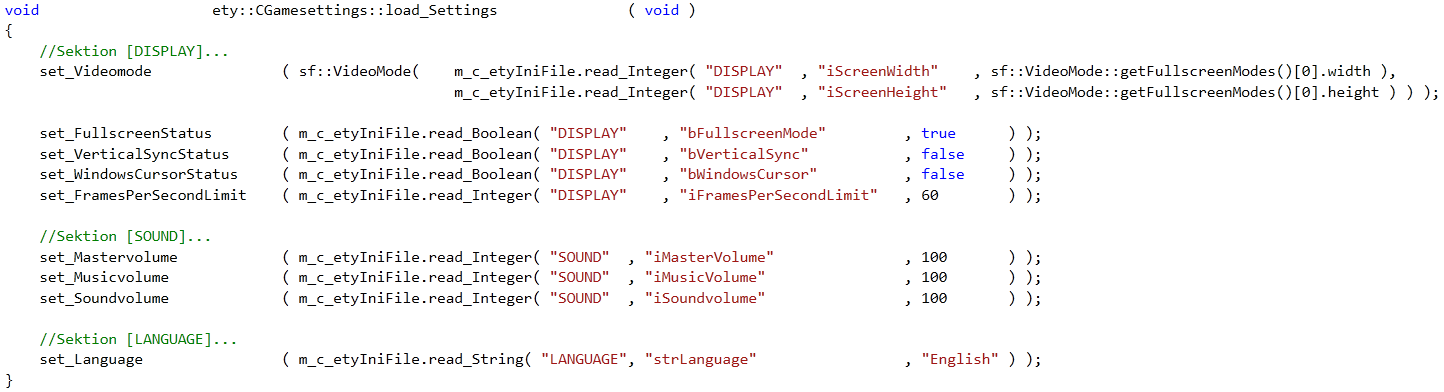 void ety::CGamesettings::load_Settings ( void )
{
//Sektion [DISPLAY]...
set_Videomode ( sf::VideoMode( m_c_etyIniFile.read_Integer( "DISPLAY" , "iScreenWidth" , sf::VideoMode::getFullscreenModes()[0].width ),
m_c_etyIniFile.read_Integer( "DISPLAY" , "iScreenHeight" , sf::VideoMode::getFullscreenModes()[0].height ) ) );
set_FullscreenStatus ( m_c_etyIniFile.read_Boolean( "DISPLAY" , "bFullscreenMode" , true ) );
set_VerticalSyncStatus ( m_c_etyIniFile.read_Boolean( "DISPLAY" , "bVerticalSync" , false ) );
set_WindowsCursorStatus ( m_c_etyIniFile.read_Boolean( "DISPLAY" , "bWindowsCursor" , false ) );
set_FramesPerSecondLimit ( m_c_etyIniFile.read_Integer( "DISPLAY" , "iFramesPerSecondLimit" , 60 ) );
//Sektion [SOUND]...
set_Mastervolume ( m_c_etyIniFile.read_Integer( "SOUND" , "iMasterVolume" , 100 ) );
set_Musicvolume ( m_c_etyIniFile.read_Integer( "SOUND" , "iMusicVolume" , 100 ) );
set_Soundvolume ( m_c_etyIniFile.read_Integer( "SOUND" , "iSoundvolume" , 100 ) );
//Sektion [LANGUAGE]...
set_Language ( m_c_etyIniFile.read_String( "LANGUAGE", "strLanguage" , "English" ) );
}